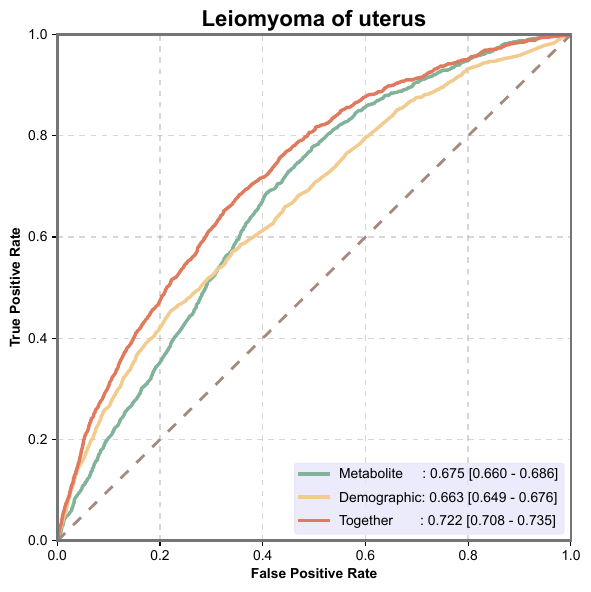 Leiomyoma of uterus
True Positive Rate
1.0
0.8
0.6
0.4
0.2
0.0
Metabolite : 0.675 [0.660 - 0.686]
Demographic: 0.663 [0.649 - 0.676]
Together : 0.722 [0.708 - 0.735]
0.0 0.2 0.4 0.6 0.8 1.0
False Positive Rate